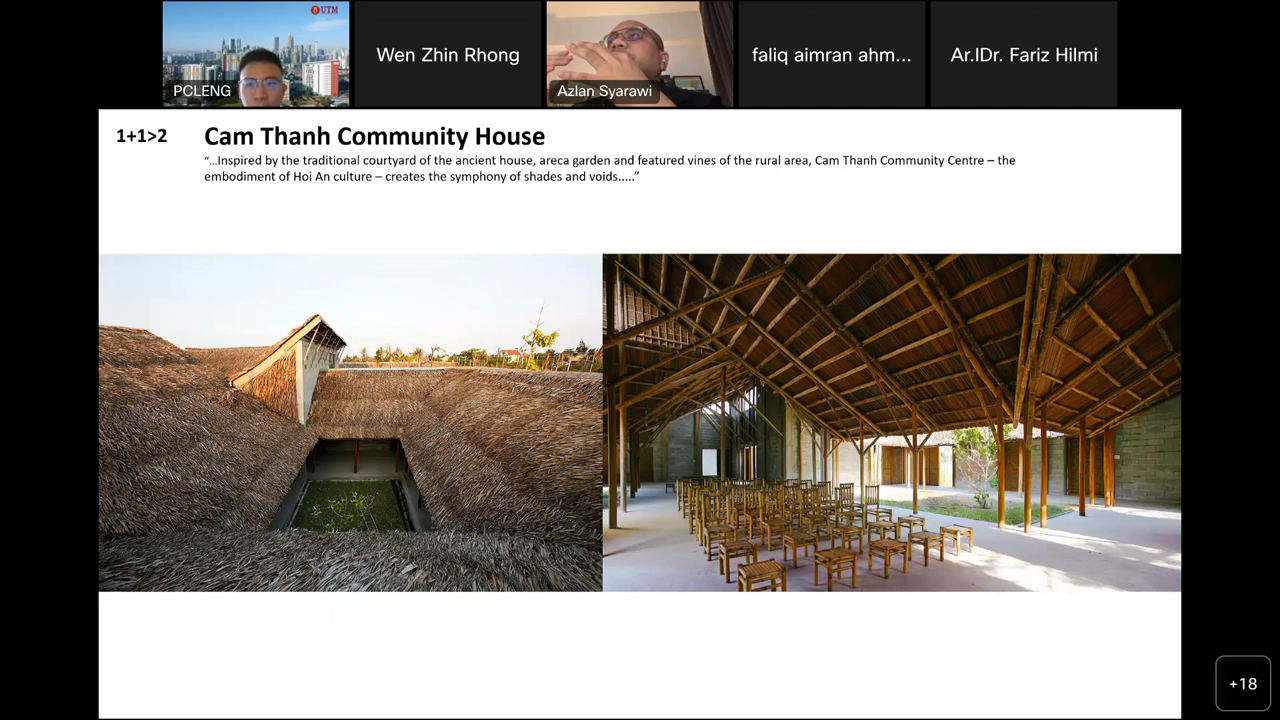 UTM
PCLENG
Wen Zhin Rhong
Azlan Syarawi
faliq aimran ahm...
Ar.IDr. Fariz Hilmi
1+1>2
Cam Thanh Community House
“…Inspired by the traditional courtyard of the ancient house, areca garden and featured vines of the rural area, Cam Thanh Community Centre – the
embodiment of Hoi An culture – creates the symphony of shades and voids.....”
+18